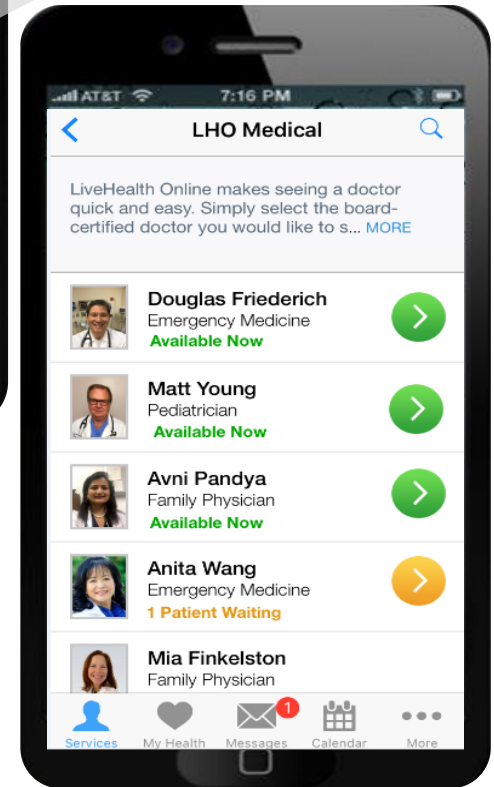 AT&T 7:16 PM
LHO Medical
LiveHealth Online makes seeing a doctor
quick and easy. Simply select the board-
certified doctor you would like to s... MORE
Douglas Friederich
Emergency Medicine
Available Now
Matt Young
Pediatrician
Available Now
Avni Pandya
Family Physician
Available Now
Anita Wang
Emergency Medicine
1 Patient Waiting
Mia Finkelston
Family Physician
1
Services My Health Messages Calendar More